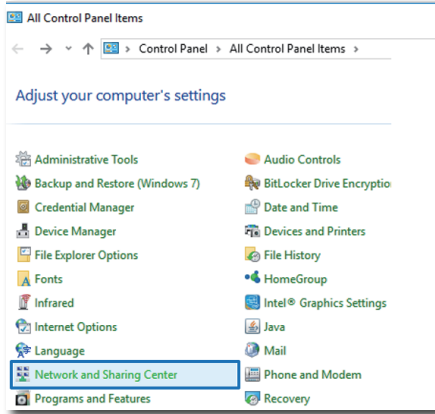 All Control Panel Items
Control Panel > All Control Panel Items >
Adjust your computer's settings
Administrative Tools
Audio Controls
Backup and Restore (Windows 7)
BitLocker Drive Encryptio
Credential Manager
Date and Time
Device Manager
Devices and Printers
File Explorer Options
File History
Fonts
HomeGroup
Infrared
Intel® Graphics Settings
Internet Options
Java
Language
Mail
Network and Sharing Center
Phone and Modem
Programs and Features
Recovery